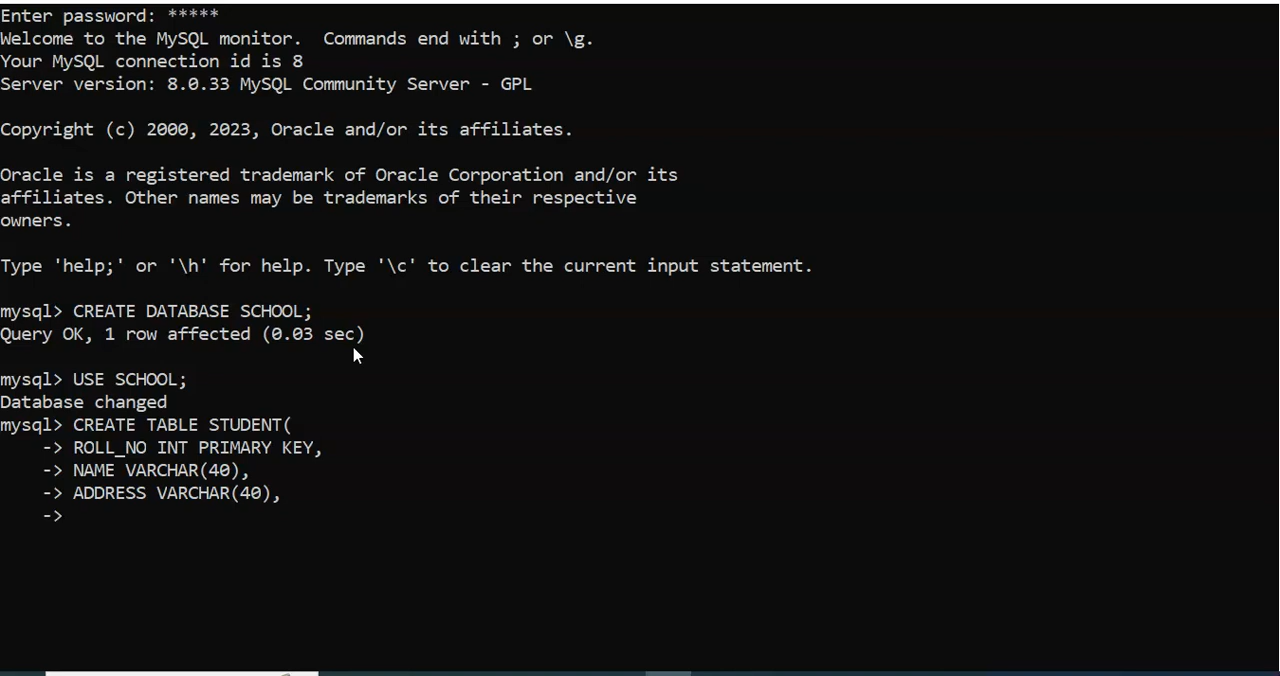 Enter password: *****
Welcome to the MySQL monitor.  Commands end with ; or \g.
Your MySQL connection id is 8
Server version: 8.0.33 MySQL Community Server - GPL

Copyright (c) 2000, 2023, Oracle and/or its affiliates.

Oracle is a registered trademark of Oracle Corporation and/or its
affiliates. Other names may be trademarks of their respective
owners.

Type 'help;' or '\h' for help. Type '\c' to clear the current input statement.

mysql> CREATE DATABASE SCHOOL;
Query OK, 1 row affected (0.03 sec)

mysql> USE SCHOOL;
Database changed
mysql> CREATE TABLE STUDENT(
    -> ROLL_NO INT PRIMARY KEY,
    -> NAME VARCHAR(40),
    -> ADDRESS VARCHAR(40),
    ->